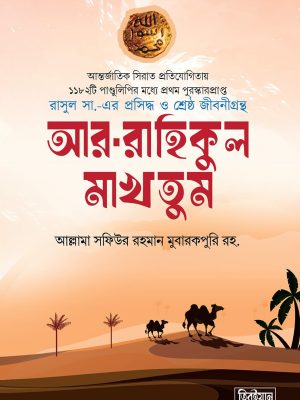 আন্তর্জাতিক সিরাত প্রতিযোগিতায়
১১৮২টি পাণ্ডুলিপির মধ্যে প্রথম পুরস্কারপ্রাপ্ত
রাসুল সা.-এর প্রসিদ্ধ ও শ্রেষ্ঠ জীবনীগ্রন্থ
আর-রাহিকুল
মাখতুম
আল্লামা সফিউর রহমান মুবারকপুরি রহ.